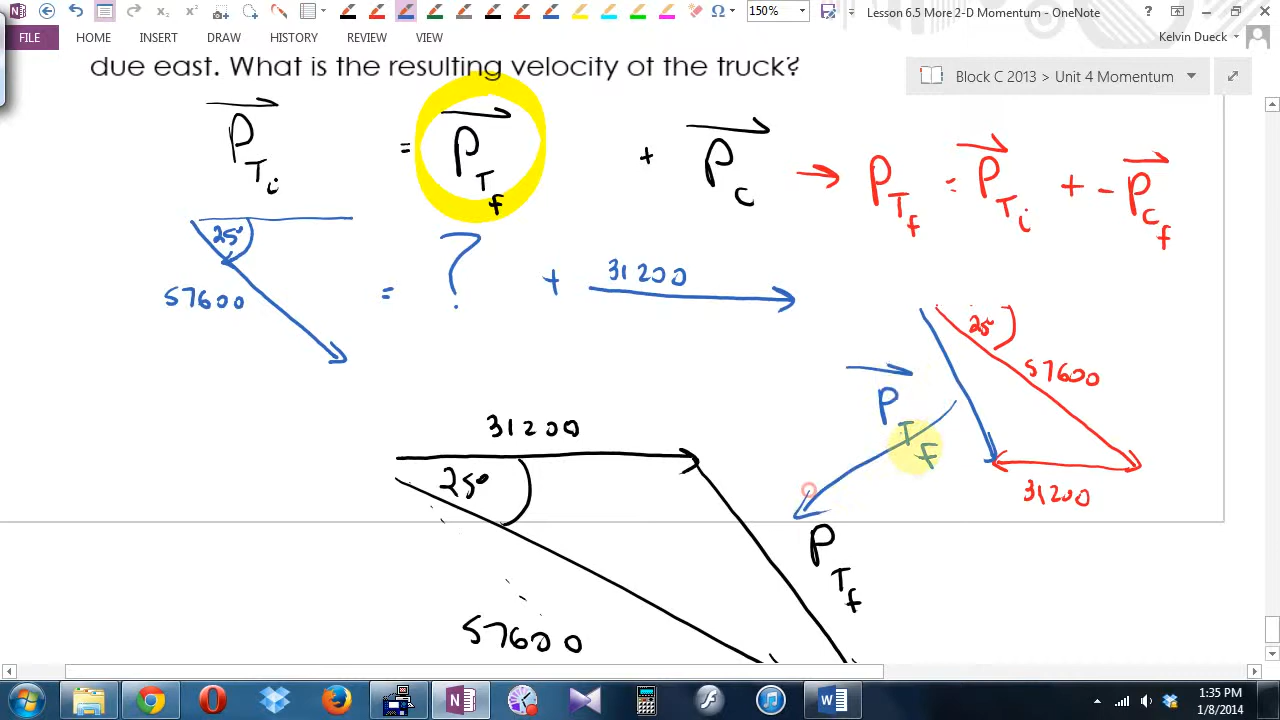 150%
Lesson 6.5 More 2-D Momentum - OneNote
FILE HOME INSERT DRAW HISTORY REVIEW VIEW
Kelvin Dueck
due east. What is the resulting velocity of the truck?
Block C 2013 > Unit 4 Momentum
P Ti = P Tf + P c → P Tf = P Ti + - P cf
25°
57600 = ? + 31200
25°
57600
P Tf
31200
31200
25°
P Tf
57600
1:35 PM
1/8/2014